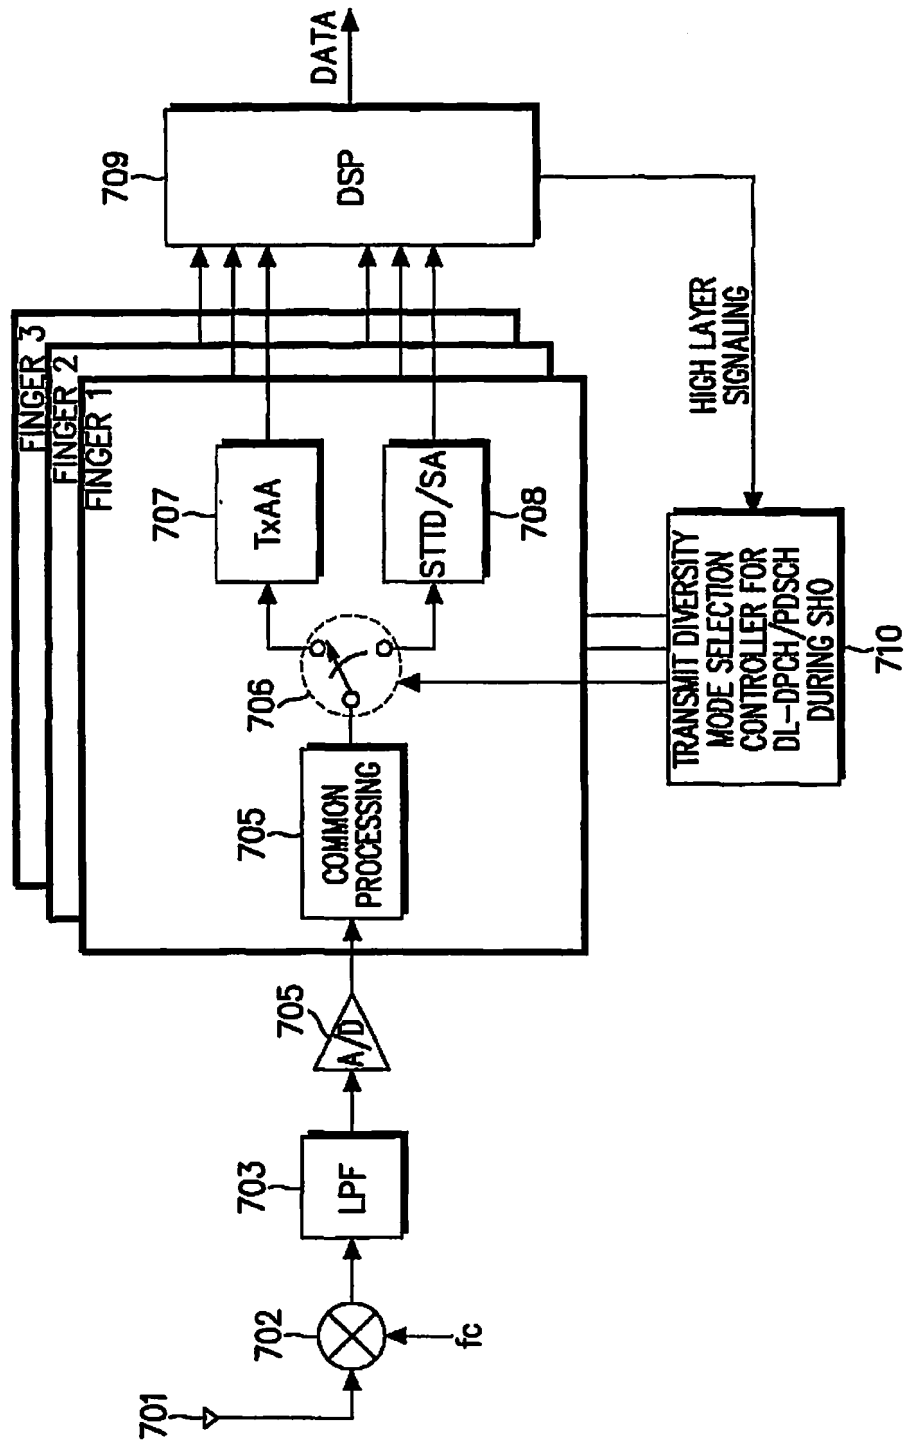 701
702
fc
703
LPF
705
A/D
FINGER 3
FINGER 2
FINGER 1
705
COMMON
PROCESSING
706
707
TxAA
STTD/SA
708
709
DSP
DATA
HIGH LAYER
SIGNALING
TRANSMIT DIVERSITY
MODE SELECTION
CONTROLLER FOR
DL-DPCH/PDSCH
DURING SHO
710